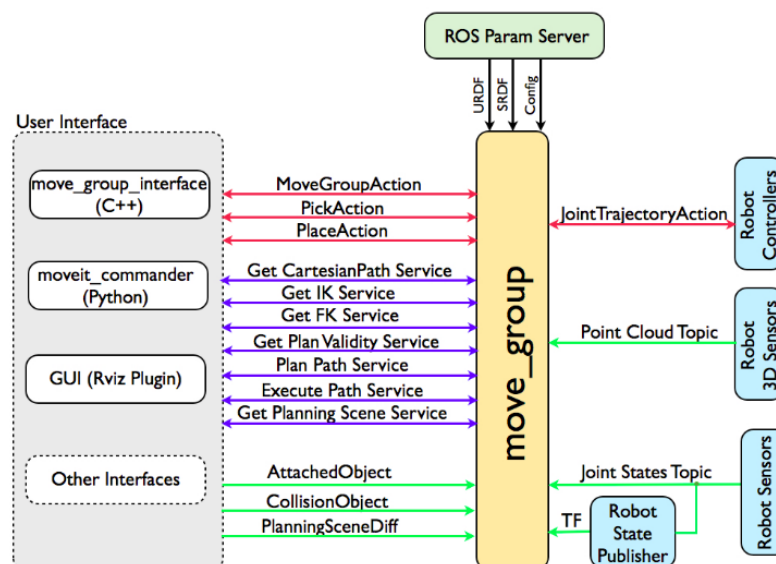 ROS Param Server
URDF
SRDF
Config
User Interface
move_group_interface
(C++)
moveit_commander
(Python)
GUI (Rviz Plugin)
Other Interfaces
MoveGroupAction
PickAction
PlaceAction
Get CartesianPath Service
Get IK Service
Get FK Service
Get Plan Validity Service
Plan Path Service
Execute Path Service
Get Planning Scene Service
AttachedObject
CollisionObject
PlanningSceneDiff
move_group
JointTrajectoryAction
Robot
Controllers
Point Cloud Topic
Robot
3D Sensors
Joint States Topic
TF
Robot
State
Publisher
Robot Sensors